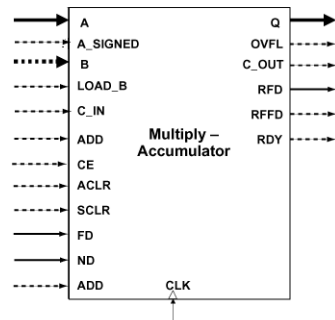 A Q
A_SIGNED OVFL
B C_OUT
LOAD_B RFD
C_IN RFFD
ADD RDY
Multiply –
Accumulator
CE
ACLR
SCLR
FD
ND
ADD CLK